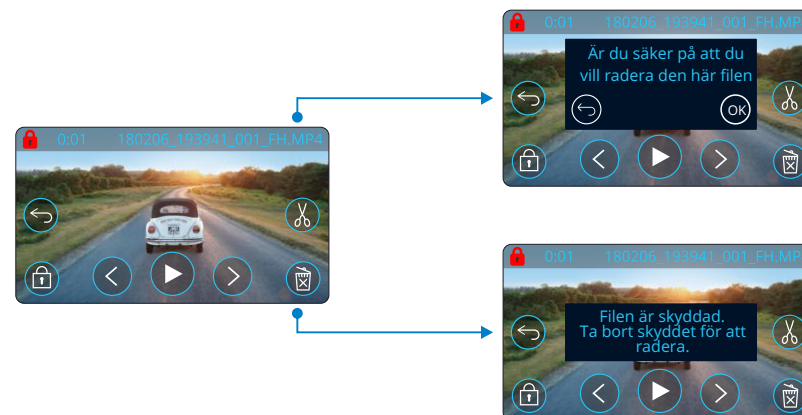 0:01 180206_193941_001_FH.MP
Är du säker på att du
vill radera den här filen
OK
0:01 180206_193941_001_FH.MP4
0:01 180206_193941_001_FH.MP
Filen är skyddad.
Ta bort skyddet för att
radera.